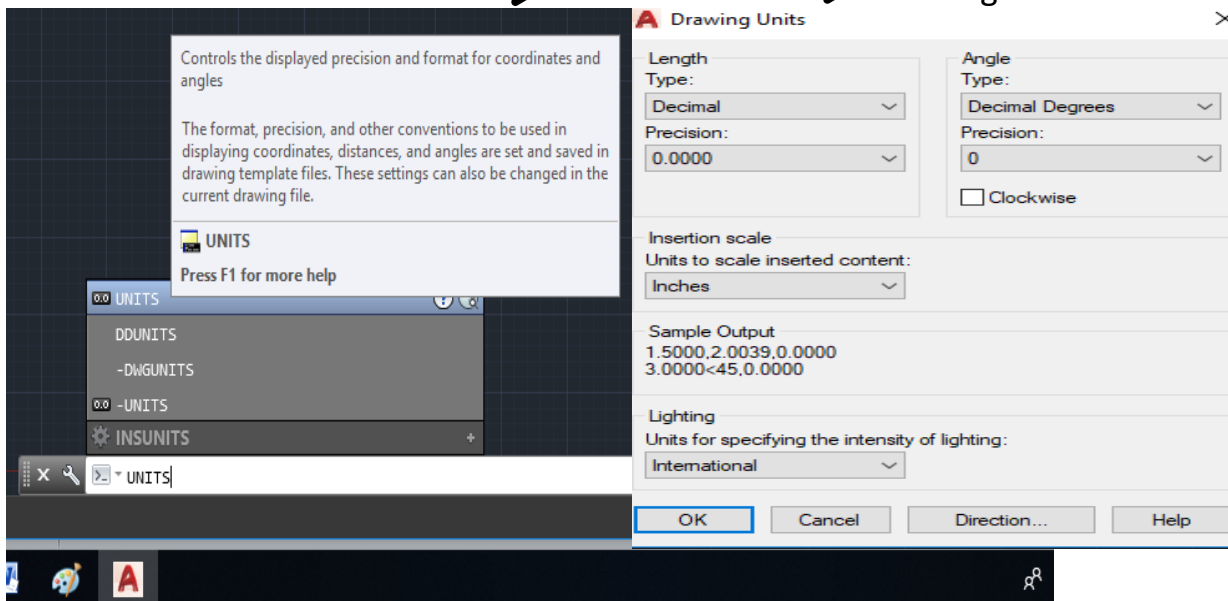 Controls the displayed precision and format for coordinates and
angles
The format, precision, and other conventions to be used in
displaying coordinates, distances, and angles are set and saved in
drawing template files. These settings can also be changed in the
current drawing file.
UNITS
Press F1 for more help
0.0 UNITS
DDUNITS
-DWGUNITS
0.0 -UNITS
INSUNITS +
UNITS
Drawing Units
Length
Type:
Decimal
Precision:
0.0000
Angle
Type:
Decimal Degrees
Precision:
0
Clockwise
Insertion scale
Units to scale inserted content:
Inches
Sample Output
1.5000,2.0039,0.0000
3.0000<45,0.0000
Lighting
Units for specifying the intensity of lighting:
International
OK
Cancel
Direction...
Help